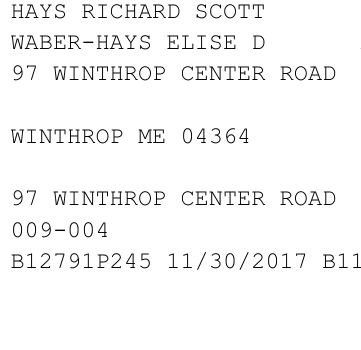 HAYS RICHARD SCOTT
WABER-HAYS ELISE D
97 WINTHROP CENTER ROAD
WINTHROP ME 04364
97 WINTHROP CENTER ROAD
009-004
B12791P245 11/30/2017 B11